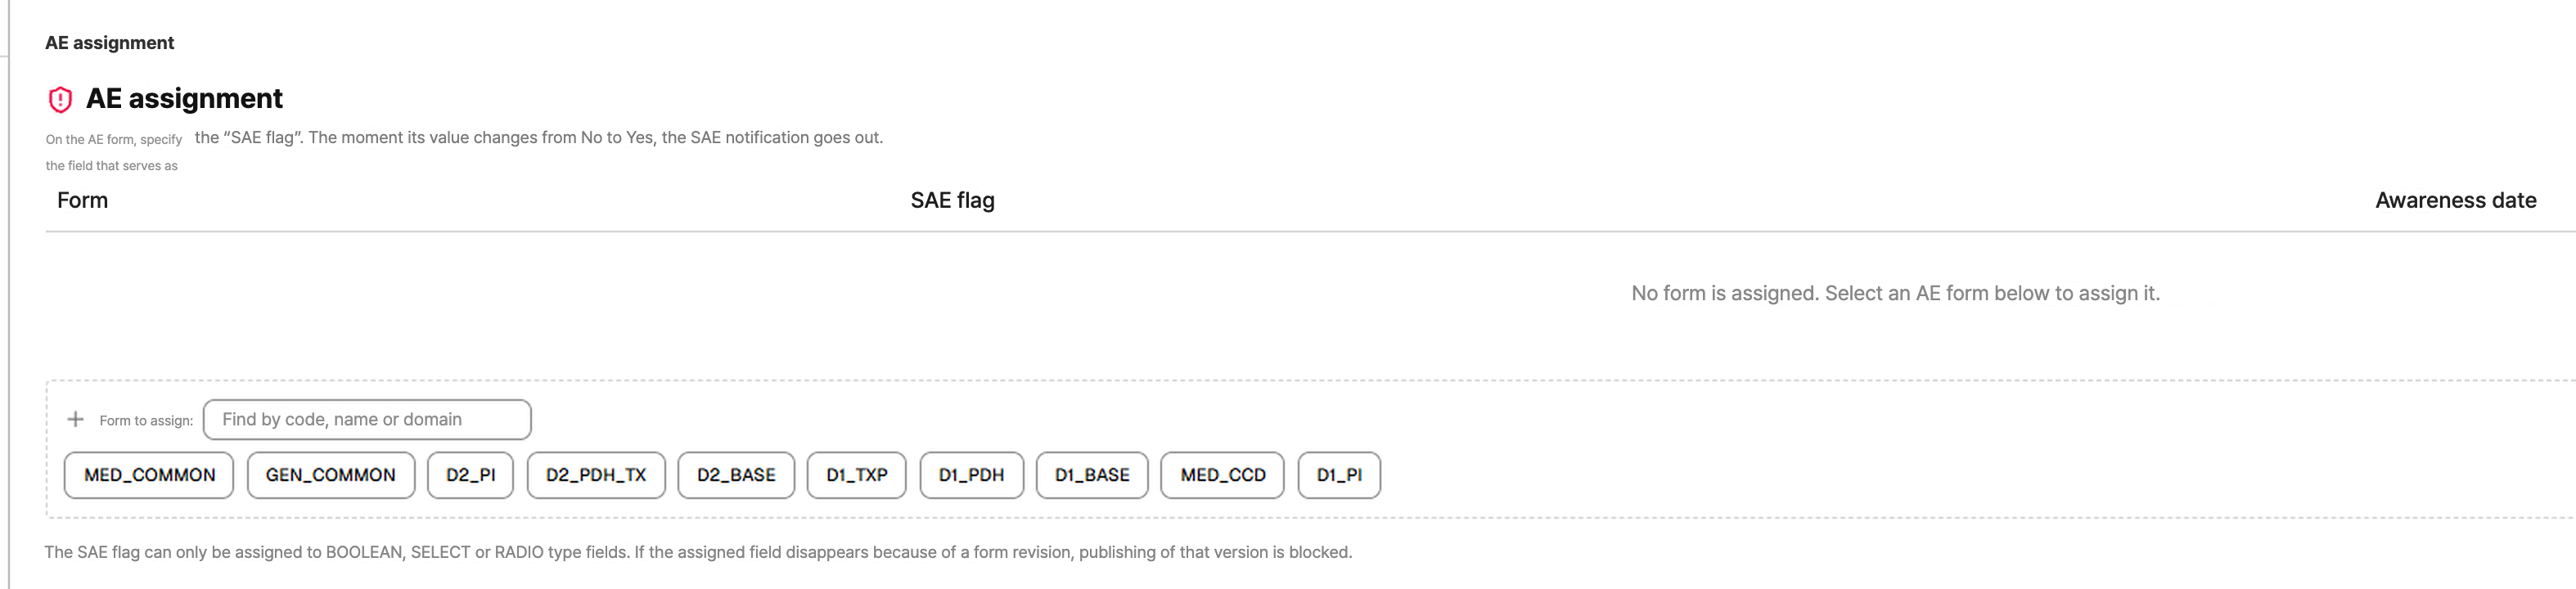 AE assignment
AE assignment
On the AE form, specify the “SAE flag”. The moment its value changes from No to Yes, the SAE notification goes out.
the field that serves as
Form SAE flag Awareness date
No form is assigned. Select an AE form below to assign it.
+ Form to assign: Find by code, name or domain
MED_COMMON GEN_COMMON D2_PI D2_PDH_TX D2_BASE D1_TXP D1_PDH D1_BASE MED_CCD D1_PI
The SAE flag can only be assigned to BOOLEAN, SELECT or RADIO type fields. If the assigned field disappears because of a form revision, publishing of that version is blocked.